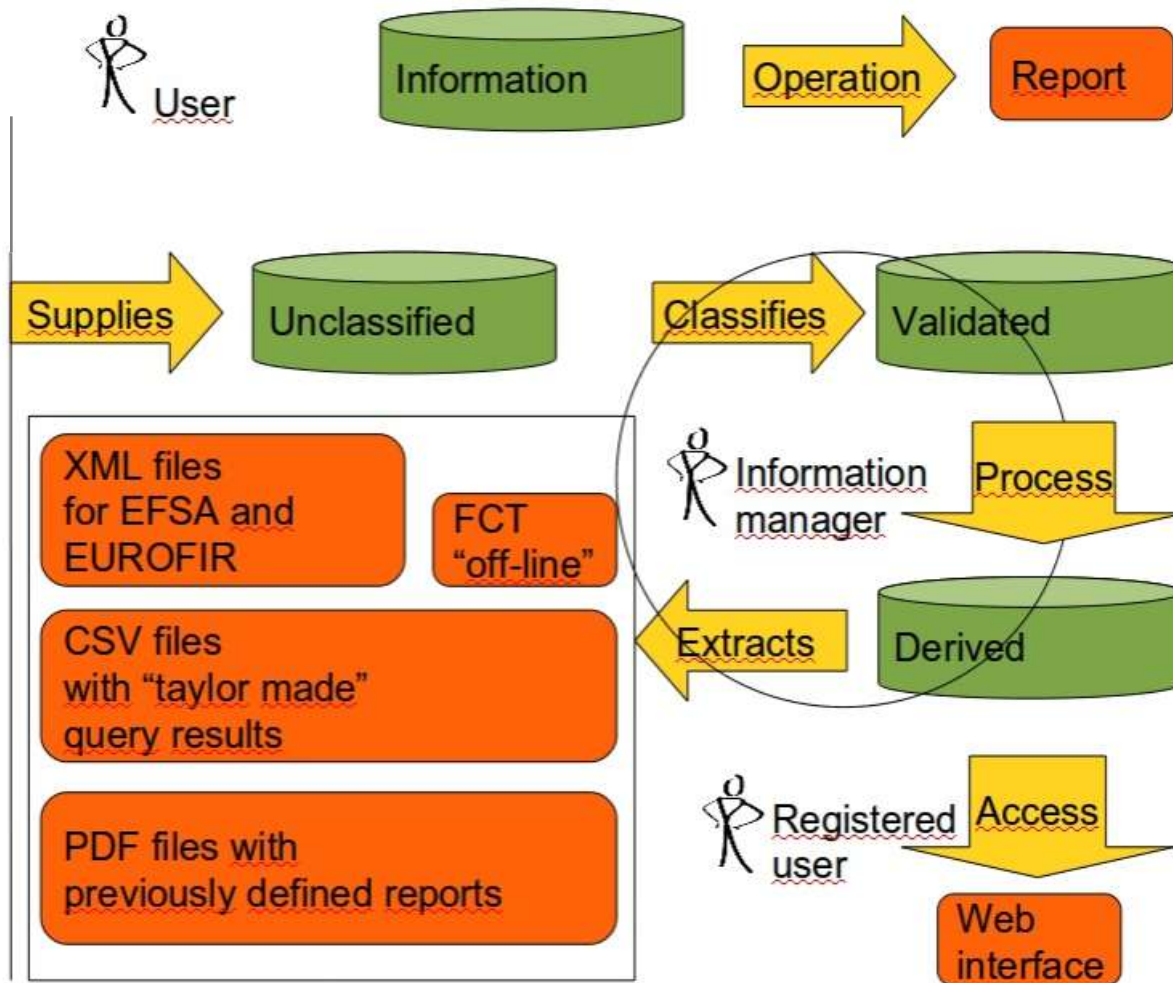 User
Information
Operation
Report
Supplies
Unclassified
Classifies
Validated
XML files
for EFSA and
EUROFIR
FCT
“off-line”
CSV files
with “taylor made”
query results
PDF files with
previously defined reports
Information
manager
Process
Extracts
Derived
Registered
user
Access
Web
interface